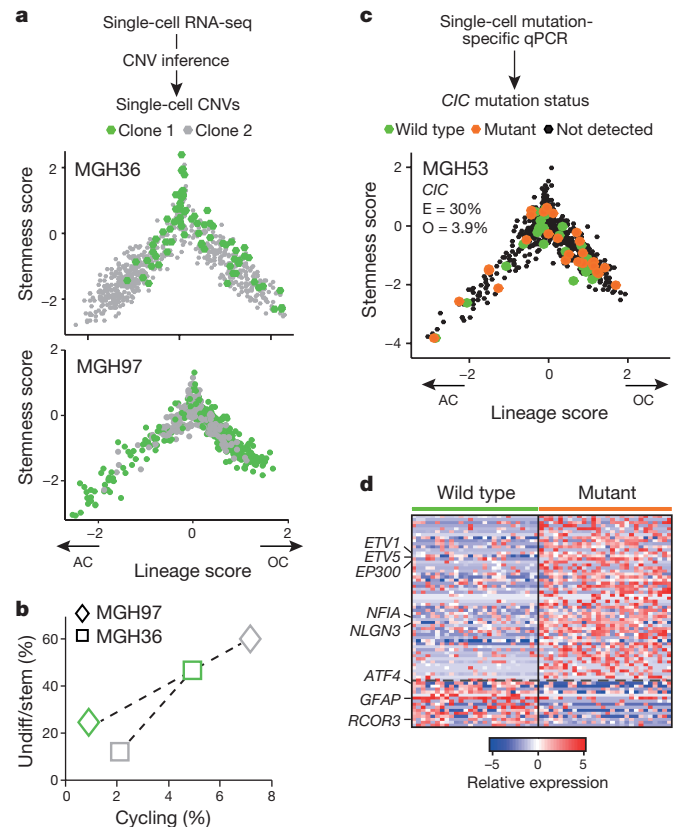 a
Single-cell RNA-seq
CNV inference
Single-cell CNVs
Clone 1 Clone 2
MGH36
Stemness score
2
0
−2
MGH97
Stemness score
0
−2
−2 0 2
AC OC
Lineage score
b
MGH97
MGH36
Undiff/stem (%)
60
40
20
0
0 2 4 6 8
Cycling (%)
c
Single-cell mutation-
specific qPCR
CIC mutation status
Wild type Mutant Not detected
MGH53
CIC
E = 30%
O = 3.9%
Stemness score
2
0
−2
−4
−2 0 2
AC OC
Lineage score
d
Wild type Mutant
ETV1
ETV5
EP300
NFIA
NLGN3
ATF4
GFAP
RCOR3
−5 0 5
Relative expression